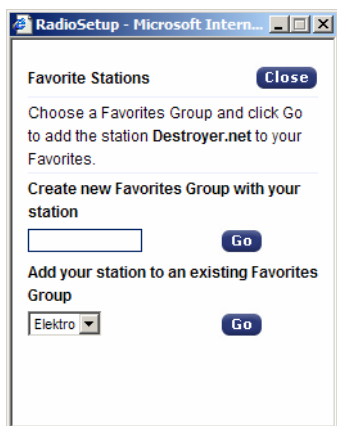 RadioSetup - Microsoft Intern...
Favorite Stations Close
Choose a Favorites Group and click Go
to add the station Destroyer.net to your
Favorites.
Create new Favorites Group with your
station
Go
Add your station to an existing Favorites
Group
Elektro Go